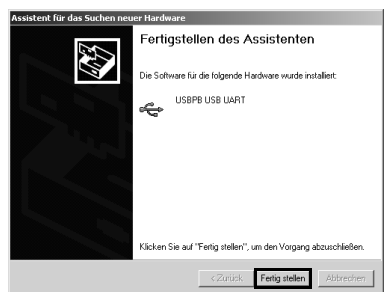 Assistent für das Suchen neuer Hardware
Fertigstellen des Assistenten
Die Software für die folgende Hardware wurde installiert:
USBPB USB UART
Klicken Sie auf "Fertig stellen", um den Vorgang abzuschließen.
< Zurück Fertig stellen Abbrechen